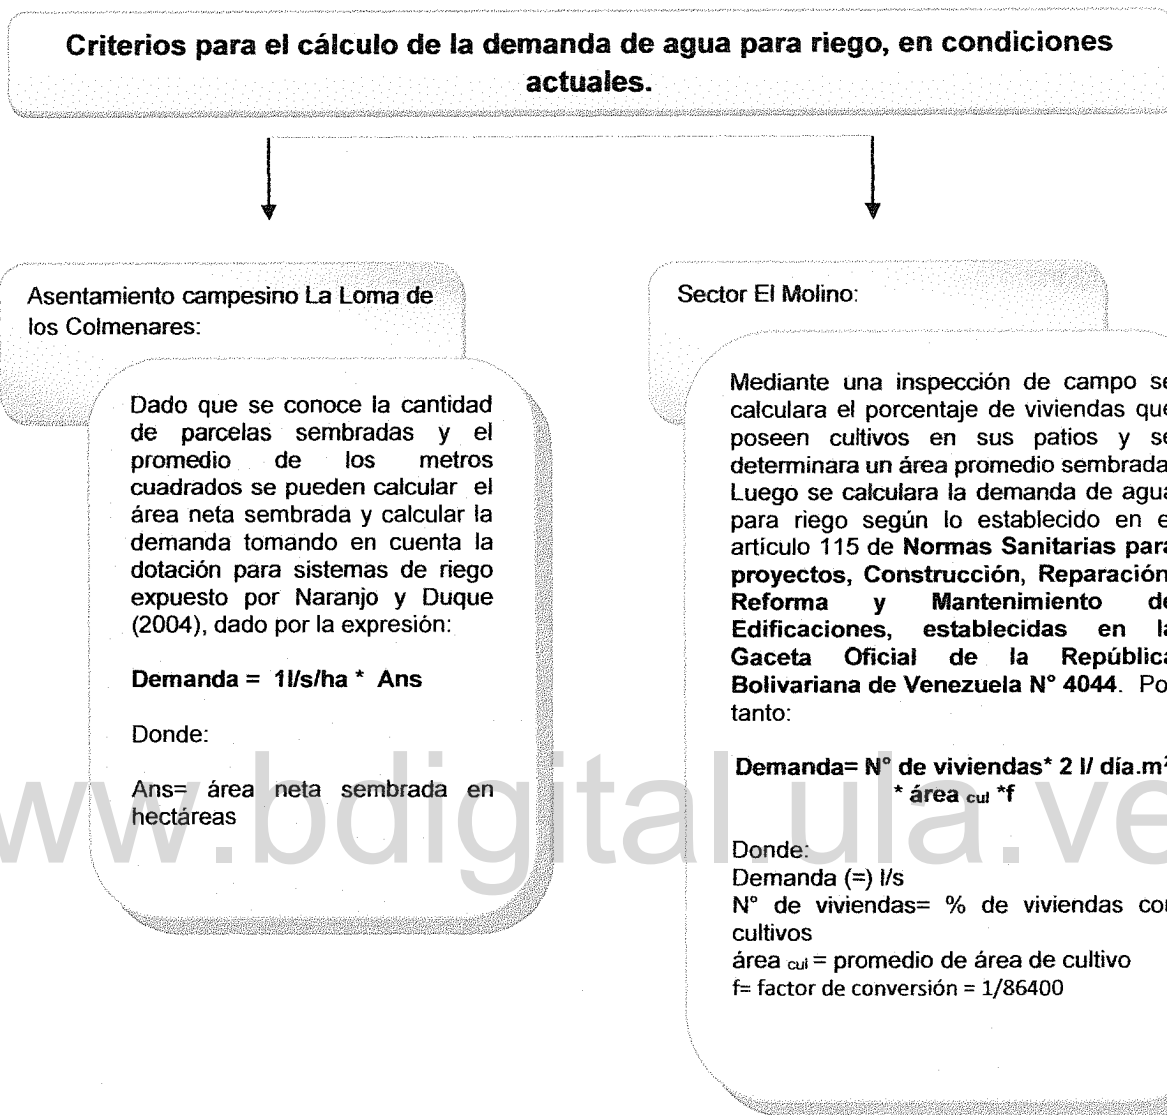 Criterios para el cálculo de la demanda de agua para riego, en condiciones
actuales.
Asentamiento campesino La Loma de
los Colmenares:
Dado que se conoce la cantidad
de parcelas sembradas y el
promedio de los metros
cuadrados se pueden calcular el
área neta sembrada y calcular la
demanda tomando en cuenta la
dotación para sistemas de riego
expuesto por Naranjo y Duque
(2004), dado por la expresión:
Demanda = 1l/s/ha * Ans
Donde:
Ans= área neta sembrada en
hectáreas
Sector El Molino:
Mediante una inspección de campo se
calculara el porcentaje de viviendas que
poseen cultivos en sus patios y se
determinara un área promedio sembrada
Luego se calculara la demanda de agua
para riego según lo establecido en e
artículo 115 de Normas Sanitarias para
proyectos, Construcción, Reparación
Reforma y Mantenimiento de
Edificaciones, establecidas en la
Gaceta Oficial de la República
Bolivariana de Venezuela N° 4044. Po
tanto:
Demanda= N° de viviendas* 2 l/ día.m²
* área cul *f
Donde:
Demanda (=) l/s
N° de viviendas= % de viviendas con
cultivos
área cul = promedio de área de cultivo
f= factor de conversión = 1/86400
www.bdigital.ula.ve